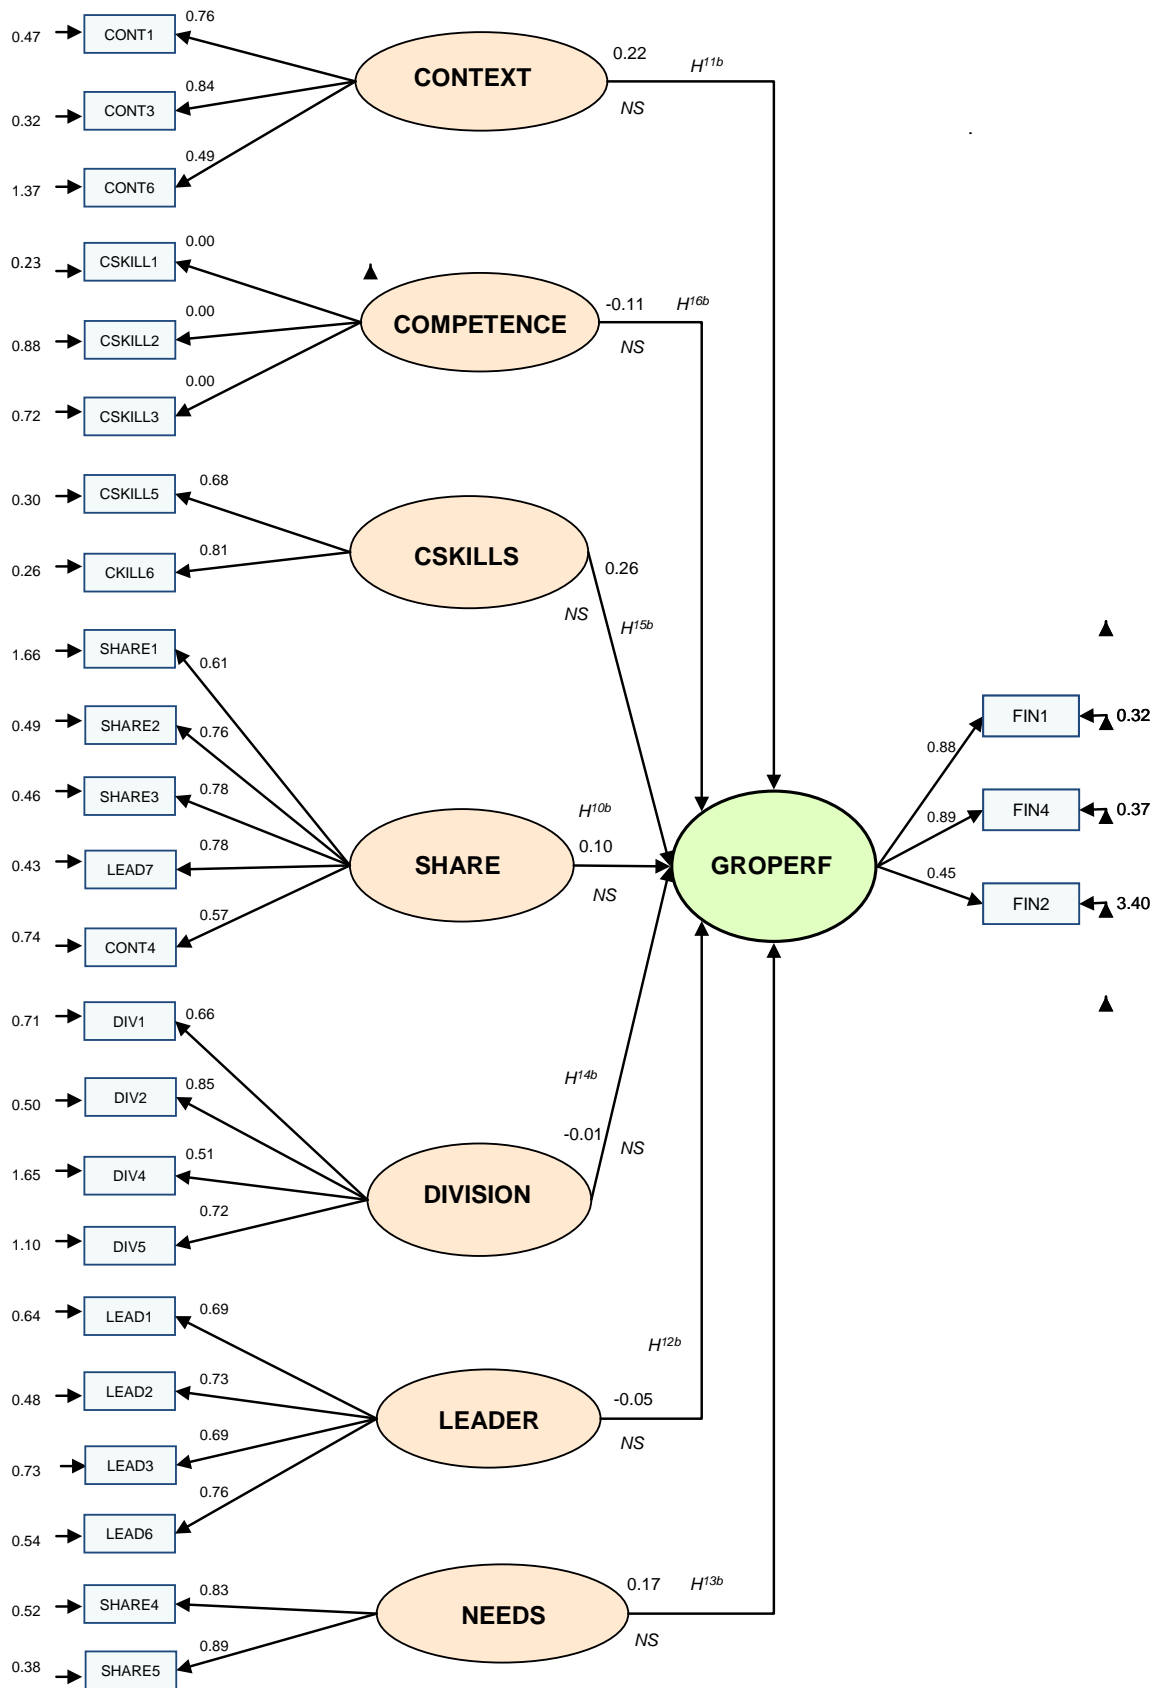 0.76
0.47
CONT1
0.22
H11b
CONTEXT
0.84
0.32
CONT3
NS
.
0.49
1.37
CONT6
0.00
0.23
CSKILL1
-0.11
H16b
0.00
COMPETENCE
0.88
CSKILL2
NS
0.00
0.72
CSKILL3
0.68
0.30
CSKILL5
0.81
CSKILLS
0.26
0.26
CKILL6
NS
H15b
1.66
SHARE1
0.61
0.49
SHARE2
0.76
FIN1
0.32
0.88
0.46
SHARE3
0.78
H10b
0.89
FIN4
0.37
0.78
0.10
0.43
LEAD7
SHARE
GROPERF
0.45
NS
FIN2
3.40
0.57
0.74
CONT4
0.66
0.71
DIV1
H14b
0.85
0.50
DIV2
-0.01
NS
0.51
1.65
DIV4
DIVISION
0.72
1.10
DIV5
0.64
LEAD1
0.69
H12b
0.73
0.48
LEAD2
-0.05
LEADER
0.69
NS
0.73
LEAD3
0.76
0.54
LEAD6
0.83
0.17
H13b
0.52
SHARE4
NEEDS
0.89
NS
0.38
SHARE5